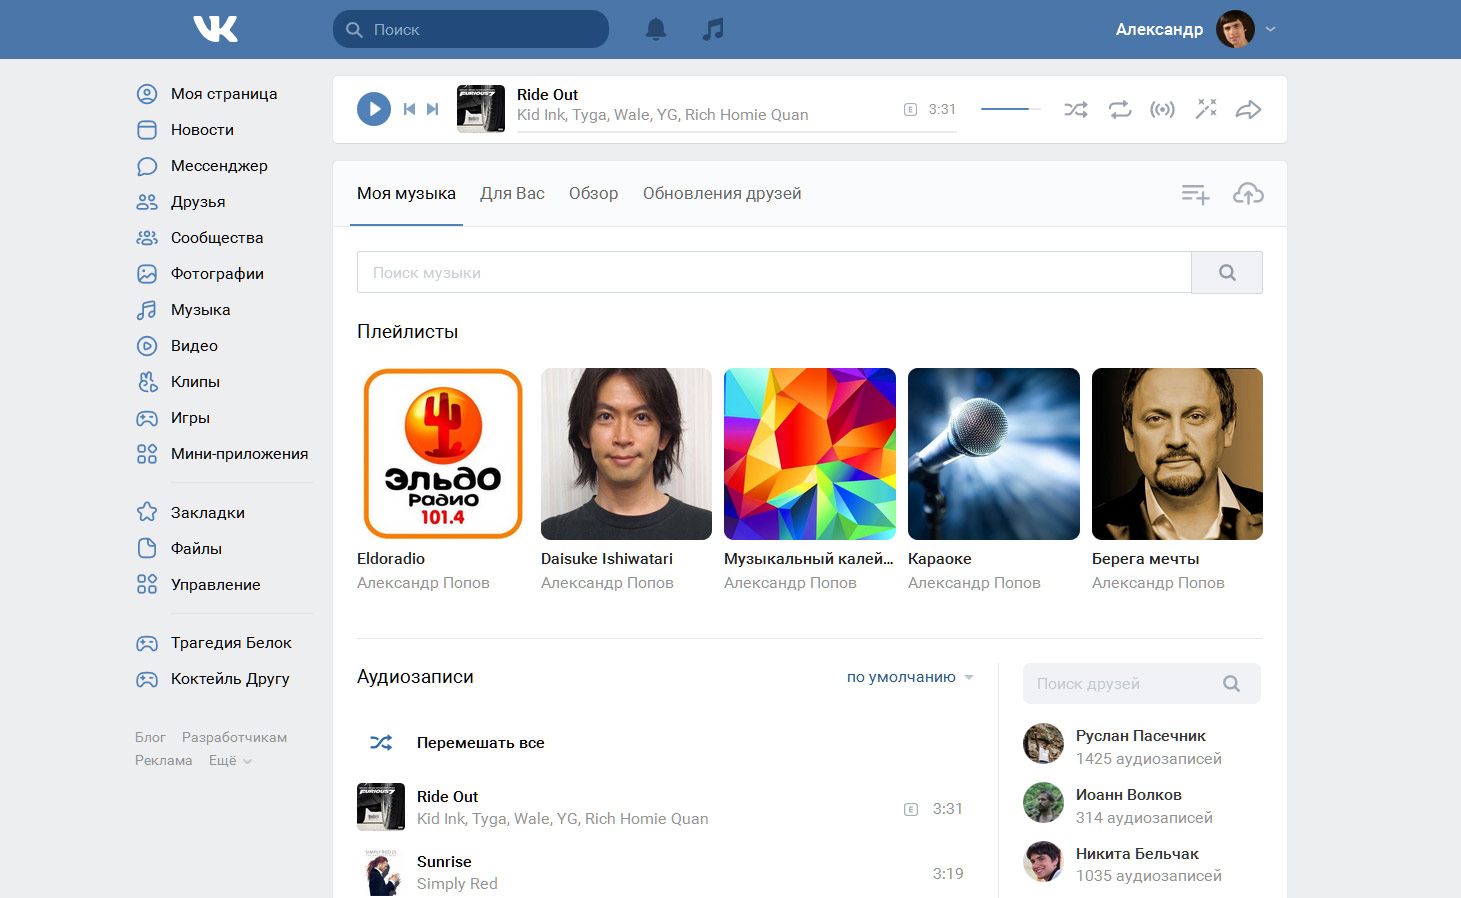 Поиск
Александр
Моя страница
Новости
Мессенджер
Друзья
Сообщества
Фотографии
Музыка
Видео
Клипы
Игры
Мини-приложения
Закладки
Файлы
Управление
Трагедия Белок
Коктейль Другу
Блог Разработчикам
Реклама Ещё
Ride Out
Kid Ink, Tyga, Wale, YG, Rich Homie Quan
E 3:31
Моя музыка Для Вас Обзор Обновления друзей
Поиск музыки
Плейлисты
ЭЛЬДО
РАДИО
101.4
Eldoradio
Александр Попов
Daisuke Ishiwatari
Александр Попов
Музыкальный калей...
Александр Попов
Караоке
Александр Попов
Берега мечты
Александр Попов
Аудиозаписи
по умолчанию
Перемешать все
FURIOUS 7
Ride Out
Kid Ink, Tyga, Wale, YG, Rich Homie Quan
E 3:31
SIMPLY RED
Sunrise
Simply Red
3:19
Поиск друзей
Руслан Пасечник
1425 аудиозаписей
Иоанн Волков
314 аудиозаписей
Никита Бельчак
1035 аудиозаписей